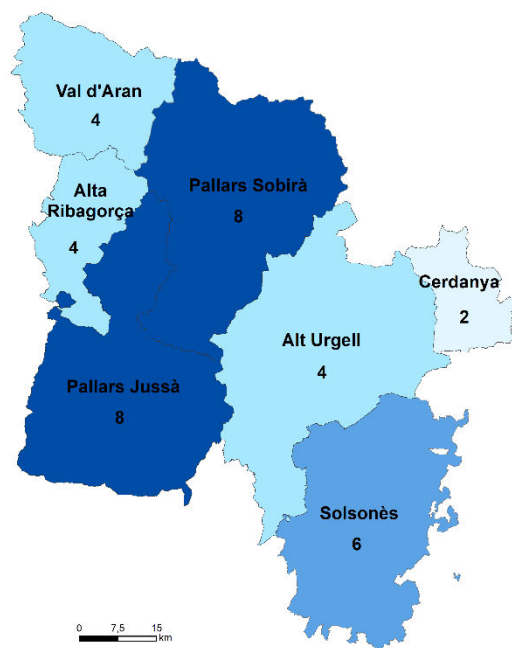 Val d'Aran
4
Alta
Ribagorça
4
Pallars Sobirà
8
Cerdanya
2
Alt Urgell
4
Pallars Jussà
8
Solsonès
6
0 7,5 15
km